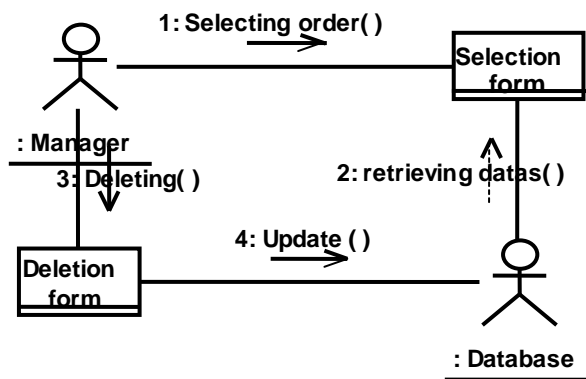 1: Selecting order( )
Selection
form
: Manager
3: Deleting( )
2: retrieving datas( )
4: Update ( )
Deletion
form
: Database